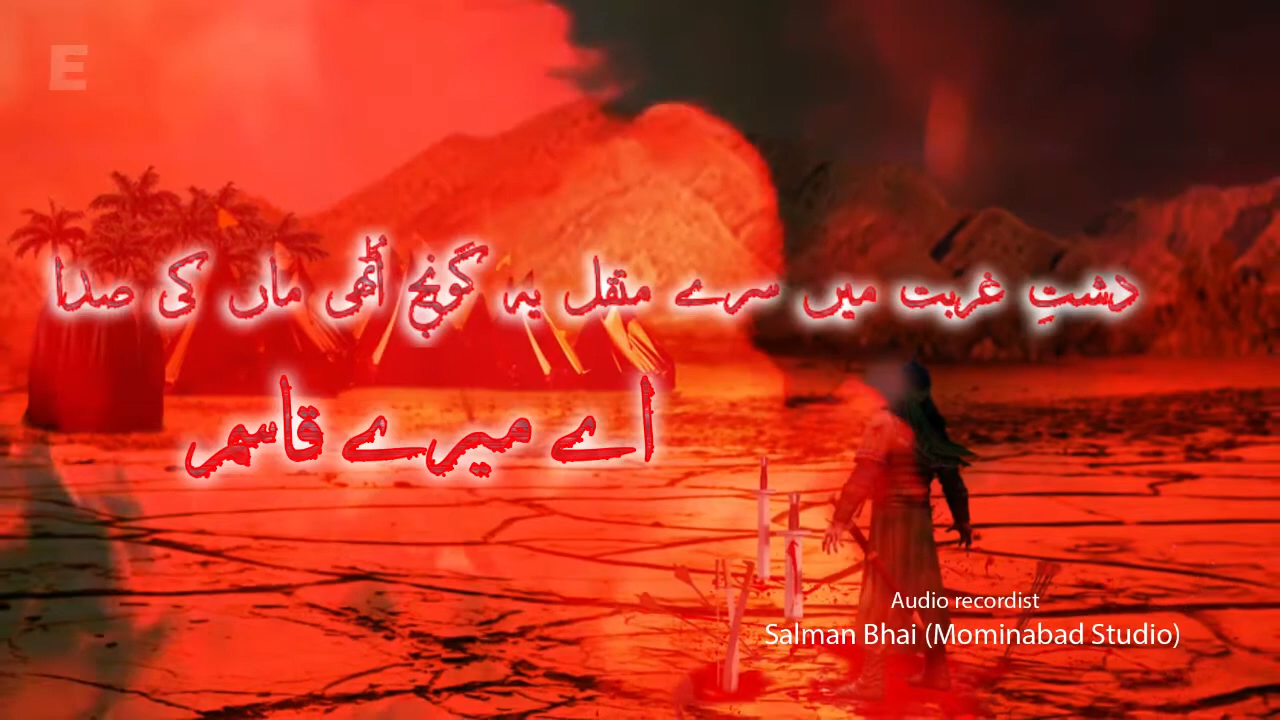 E
دشتِ غربت میں سرے مقتل یہ گونج اُٹھی ماں کی صدا
اے میرے قاسم
Audio recordist
Salman Bhai (Mominabad Studio)